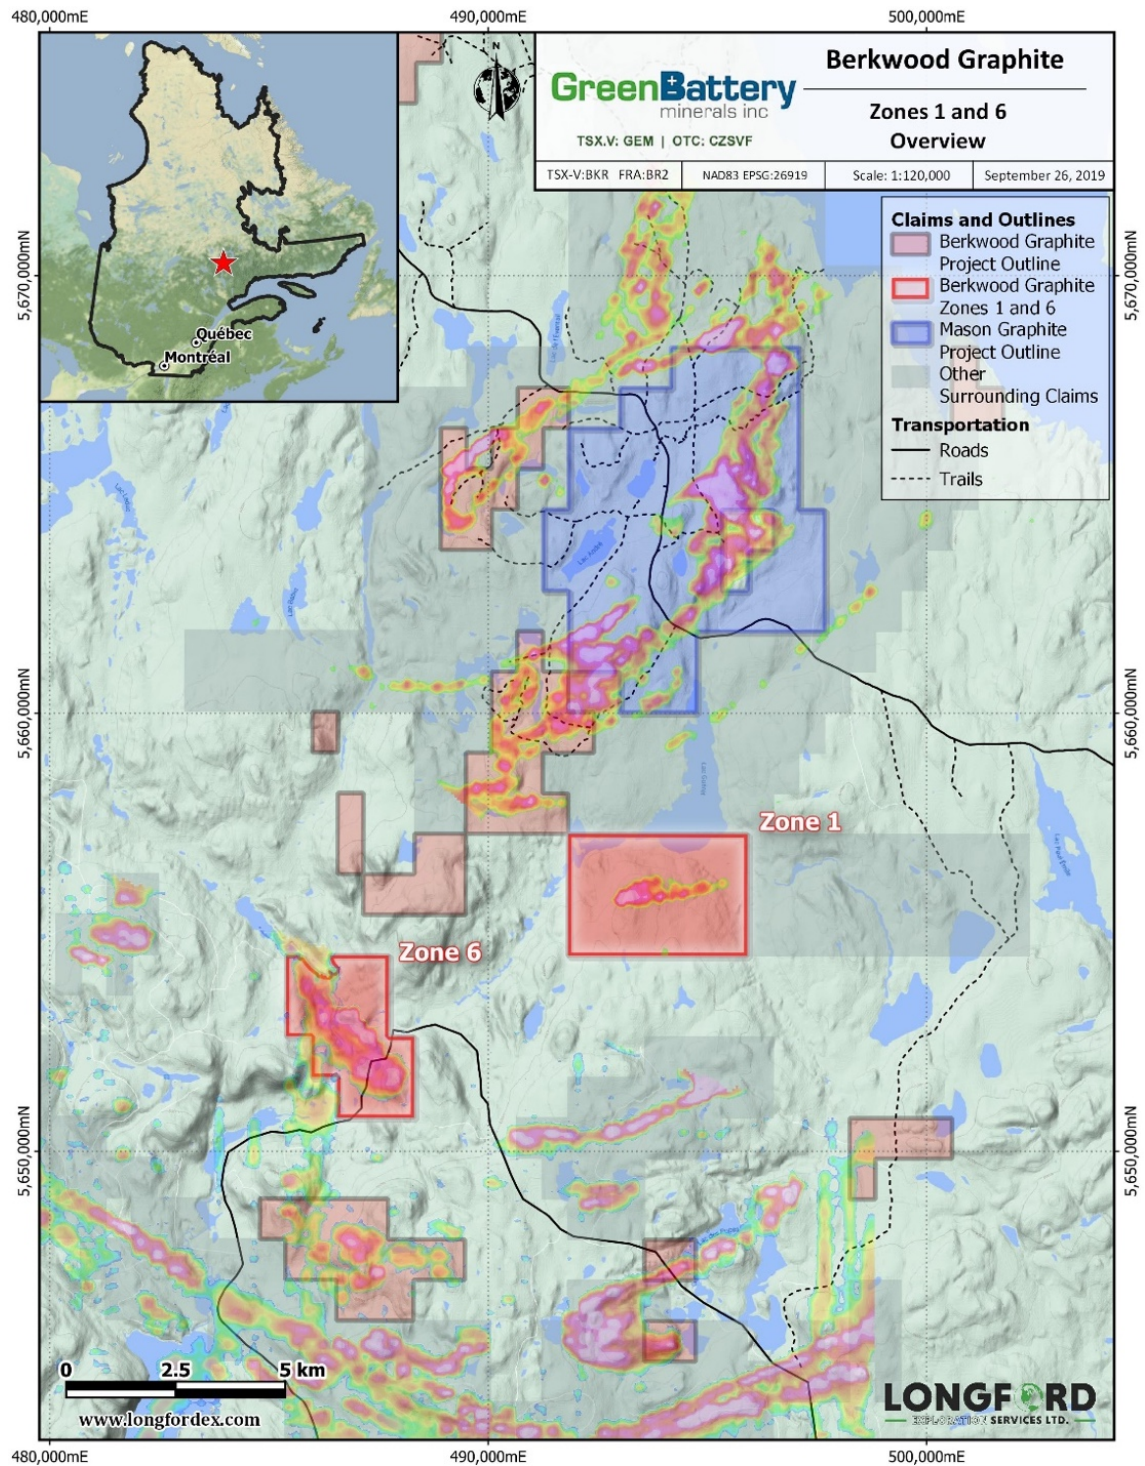 480,000mE
490,000mE
500,000mE
N
GreenBattery
minerals inc
TSX.V: GEM | OTC: CZSVF
Berkwood Graphite
Zones 1 and 6
Overview
TSX-V:BKR FRA:BR2
NAD83 EPSG:26919
Scale: 1:120,000
September 26, 2019
Québec
Montréal
Claims and Outlines
Berkwood Graphite
Project Outline
Berkwood Graphite
Zones 1 and 6
Mason Graphite
Project Outline
Other
Surrounding Claims
Transportation
Roads
Trails
5,670,000mN
5,670,000mN
5,660,000mN
5,660,000mN
Zone 1
Zone 6
5,650,000mN
5,650,000mN
0 2.5 5 km
www.longfordex.com
LONGFORD
EXPLORATION SERVICES LTD.
480,000mE
490,000mE
500,000mE